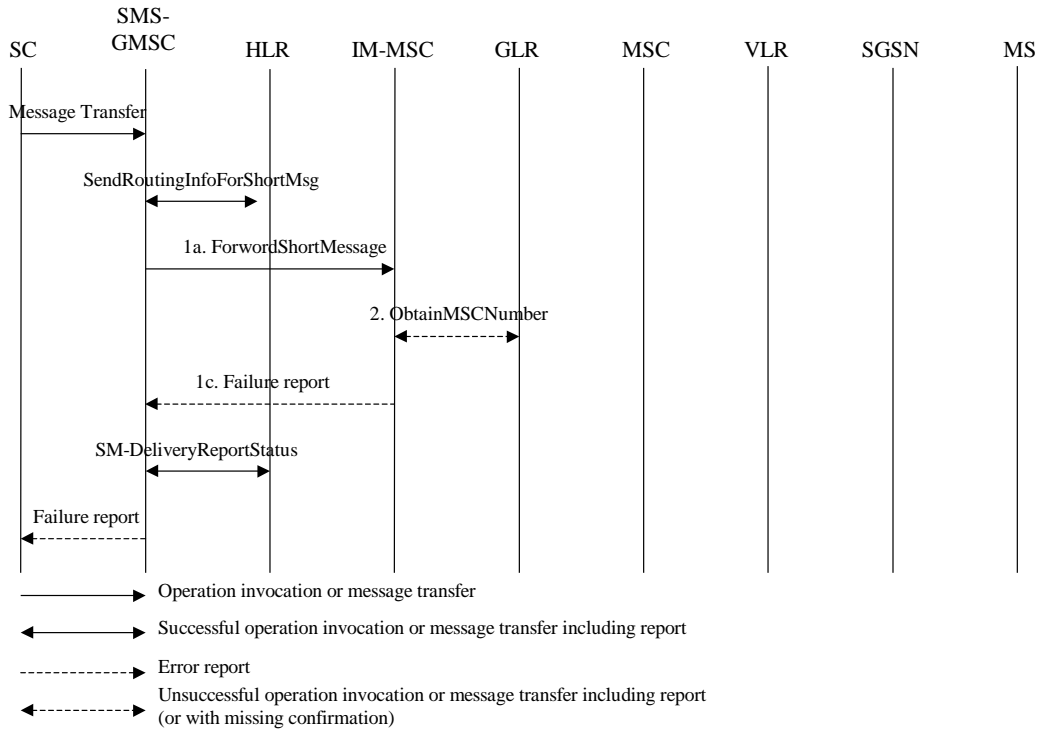 SMS-
SC GMSC HLR IM-MSC GLR MSC VLR SGSN MS
Message Transfer
SendRoutingInfoForShortMsg
1a. ForwordShortMessage
2. ObtainMSCNumber
1c. Failure report
SM-DeliveryReportStatus
Failure report
Operation invocation or message transfer
Successful operation invocation or message transfer including report
Error report
Unsuccessful operation invocation or message transfer including report
(or with missing confirmation)